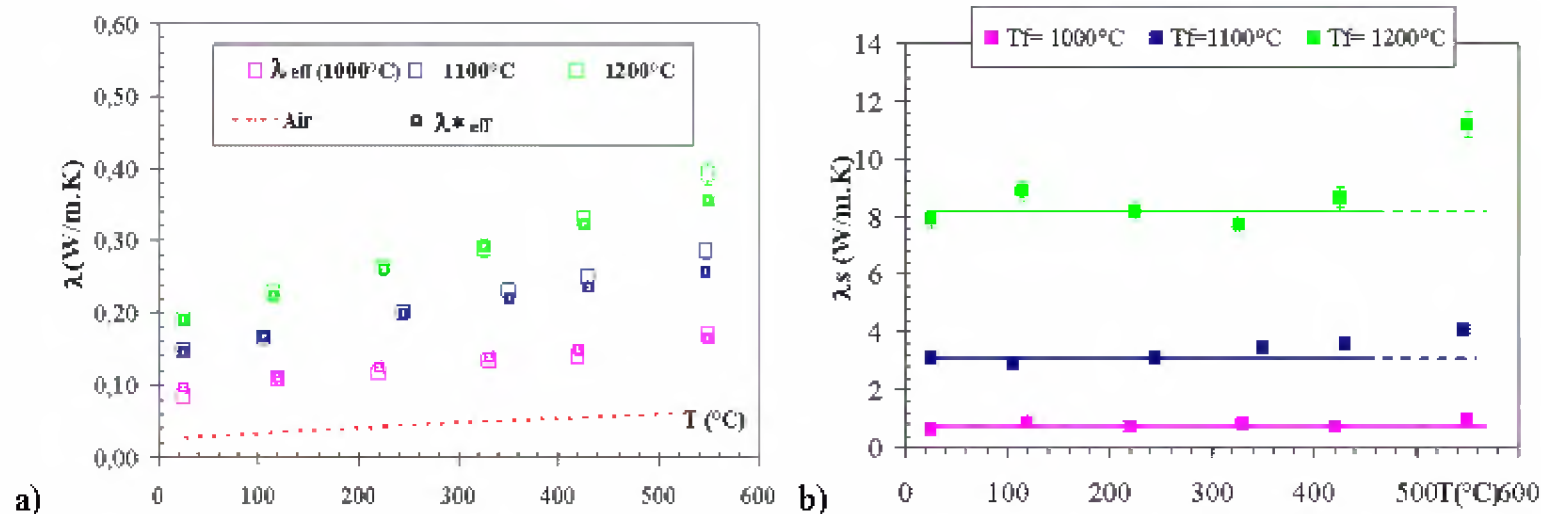 0,60
0,50
0,40
0,30
0,20
0,10
0,00
λ(W/m.K)
λ eff (1000°C) 1100°C 1200°C
Air λ* eff
T (°C)
0 100 200 300 400 500 600
a)
Tf= 1000°C Tf=1100°C Tf= 1200°C
14
12
10
8
6
4
2
0
λs (W/m.K)
0 100 200 300 400 500 T(°C) 600
b)